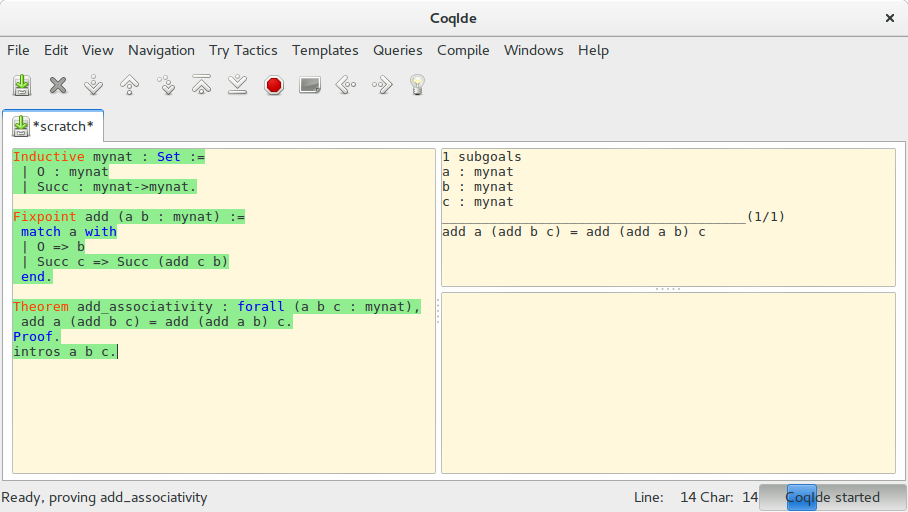 CoqIde
File Edit View Navigation Try Tactics Templates Queries Compile Windows Help
*scratch*
Inductive mynat : Set :=
 | O : mynat
 | Succ : mynat->mynat.
Fixpoint add (a b : mynat) :=
 match a with
 | O => b
 | Succ c => Succ (add c b)
 end.
Theorem add_associativity : forall (a b c : mynat),
 add a (add b c) = add (add a b) c.
Proof.
intros a b c.
1 subgoals
a : mynat
b : mynat
c : mynat
______________________________________(1/1)
add a (add b c) = add (add a b) c
Ready, proving add_associativity
Line: 14 Char: 14
CoqIde started